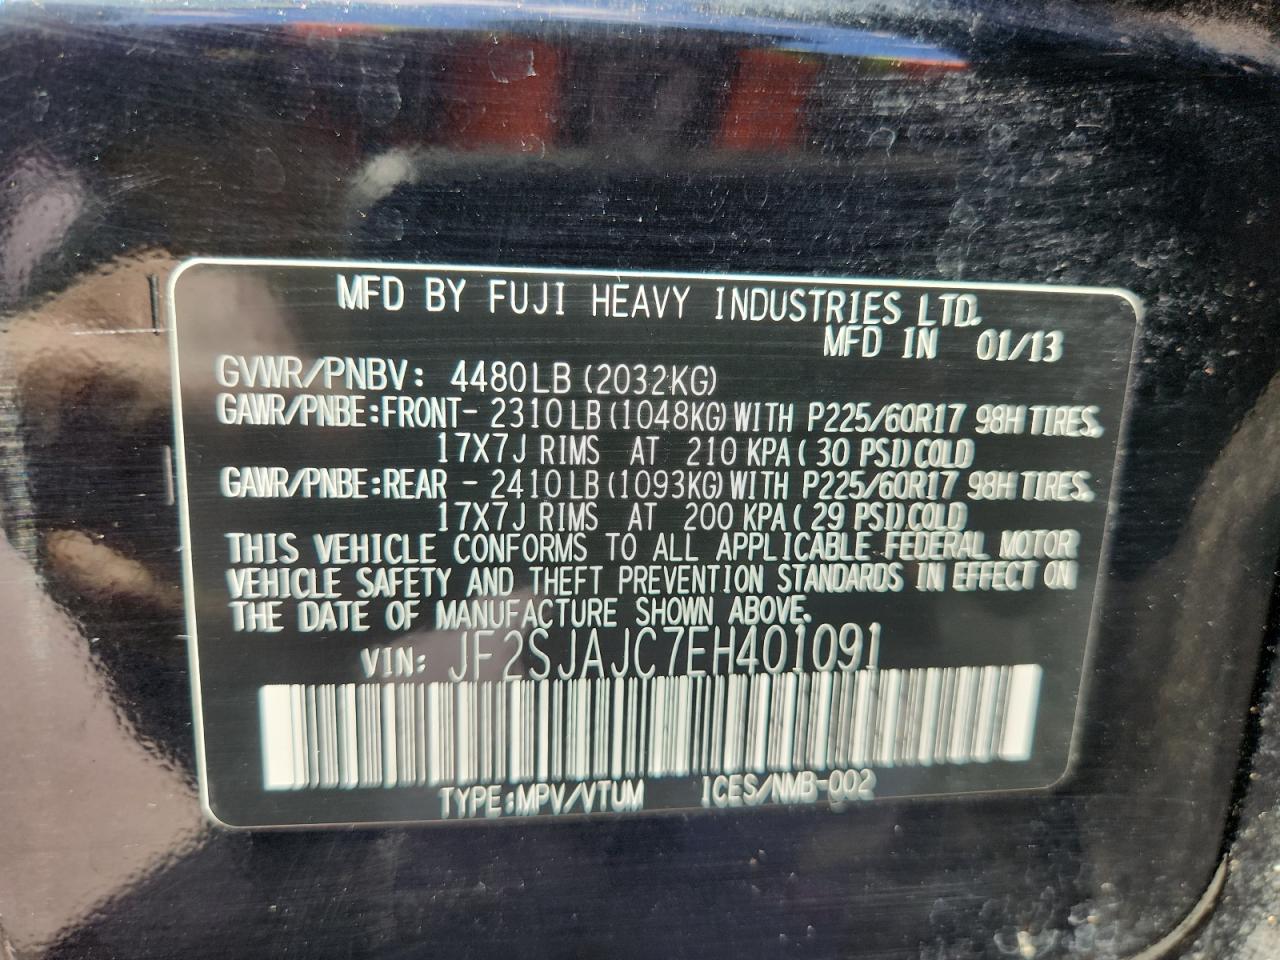 MFD BY FUJI HEAVY INDUSTRIES LTD.
MFD IN 01/13
GVWR/PNBV: 4480LB (2032KG)
GAWR/PNBE:FRONT- 2310LB (1048KG) WITH P225/60R17 98H TIRES.
17X7J RIMS AT 210 KPA ( 30 PSI) COLD
GAWR/PNBE:REAR - 2410LB (1093KG) WITH P225/60R17 98H TIRES.
17X7J RIMS AT 200 KPA ( 29 PSI) COLD
THIS VEHICLE CONFORMS TO ALL APPLICABLE FEDERAL MOTOR
VEHICLE SAFETY AND THEFT PREVENTION STANDARDS IN EFFECT ON
THE DATE OF MANUFACTURE SHOWN ABOVE.
VIN: JF2SJAJC7EH401091
TYPE:MPV/VTUM ICES/NMB-002